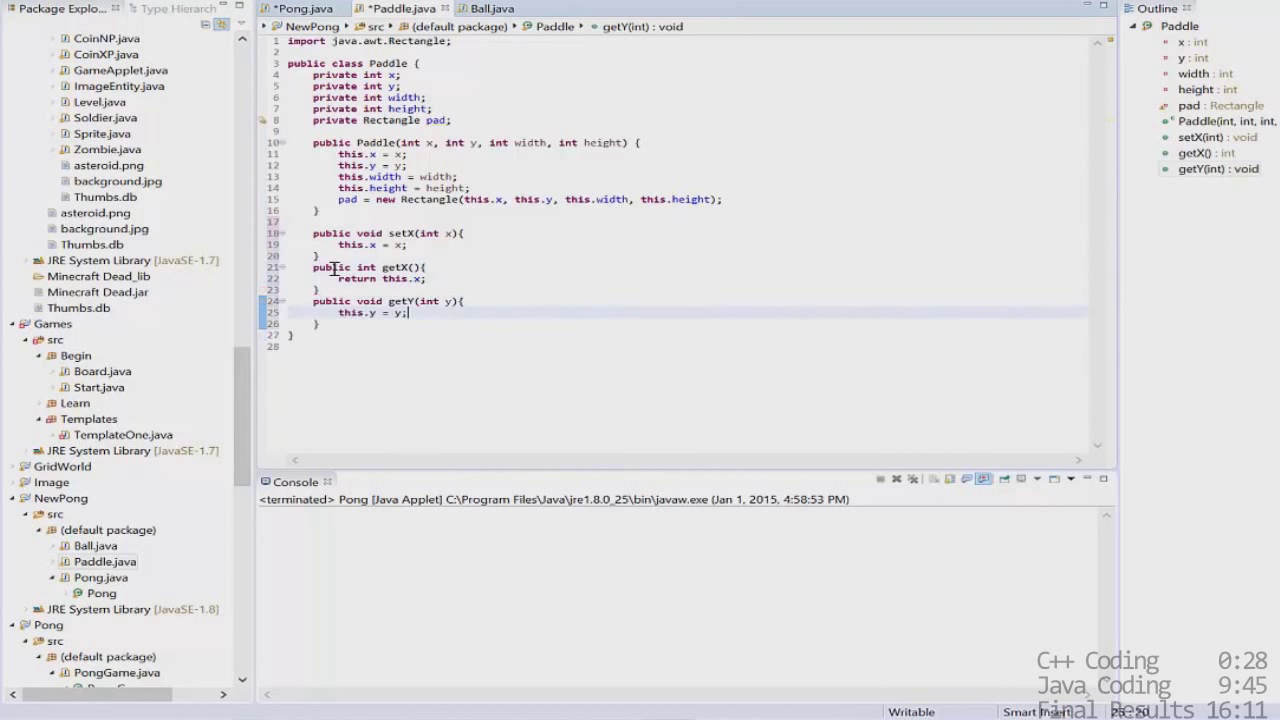 Package Explo...
Type Hierarch
CoinNP.java
CoinXP.java
GameApplet.java
ImageEntity.java
Level.java
Soldier.java
Sprite.java
Zombie.java
asteroid.png
background.jpg
Thumbs.db
asteroid.png
background.jpg
Thumbs.db
JRE System Library [JavaSE-1.7]
Minecraft Dead_lib
Minecraft Dead.jar
Thumbs.db
Games
src
Begin
Board.java
Start.java
Learn
Templates
TemplateOne.java
JRE System Library [JavaSE-1.7]
GridWorld
Image
NewPong
src
(default package)
Ball.java
Paddle.java
Pong.java
Pong
JRE System Library [JavaSE-1.8]
Pong
src
(default package)
PongGame.java
*Pong.java
*Paddle.java
Ball.java
NewPong
src
(default package)
Paddle
getY(int) : void
1 import java.awt.Rectangle;
2
3 public class Paddle {
4 private int x;
5 private int y;
6 private int width;
7 private int height;
8 private Rectangle pad;
9
10 public Paddle(int x, int y, int width, int height) {
11 this.x = x;
12 this.y = y;
13 this.width = width;
14 this.height = height;
15 pad = new Rectangle(this.x, this.y, this.width, this.height);
16 }
17
18 public void setX(int x){
19 this.x = x;
20 }
21 public int getX(){
22 return this.x;
23 }
24 public void getY(int y){
25 this.y = y;
26 }
27 }
28
Console
<terminated> Pong [Java Applet] C:\Program Files\Java\jre1.8.0_25\bin\javaw.exe (Jan 1, 2015, 4:58:53 PM)
Outline
Paddle
x : int
y : int
width : int
height : int
pad : Rectangle
Paddle(int, int, int,
setX(int) : void
getX() : int
getY(int) : void
C++ Coding 0:28
Java Coding 9:45
Final Results 16:11
Writable
Smart Insert
25 : 20